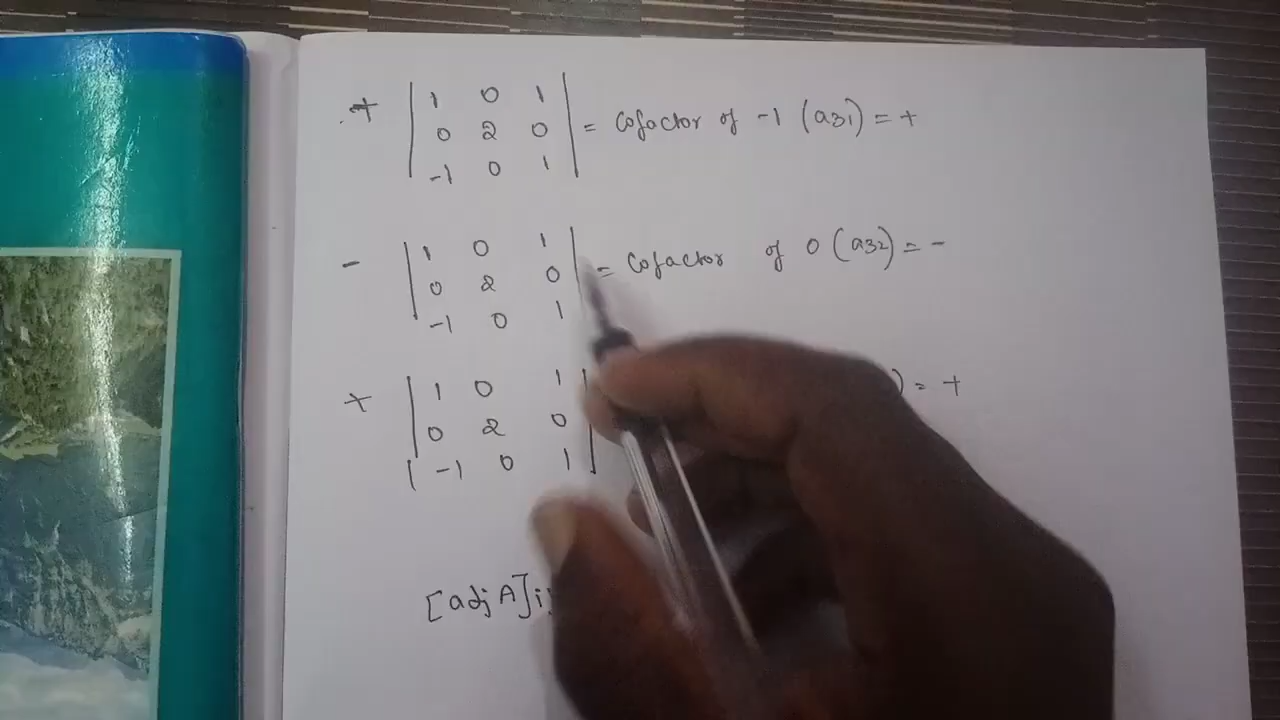 + | 1 0 1 | = Cofactor of -1 (a31) = +
0 2 0
-1 0 1
- | 1 0 1 | = Cofactor of 0 (a32) = -
0 2 0
-1 0 1
+ | 1 0 1 | ) = +
0 2 0
-1 0 1
[adj A]i